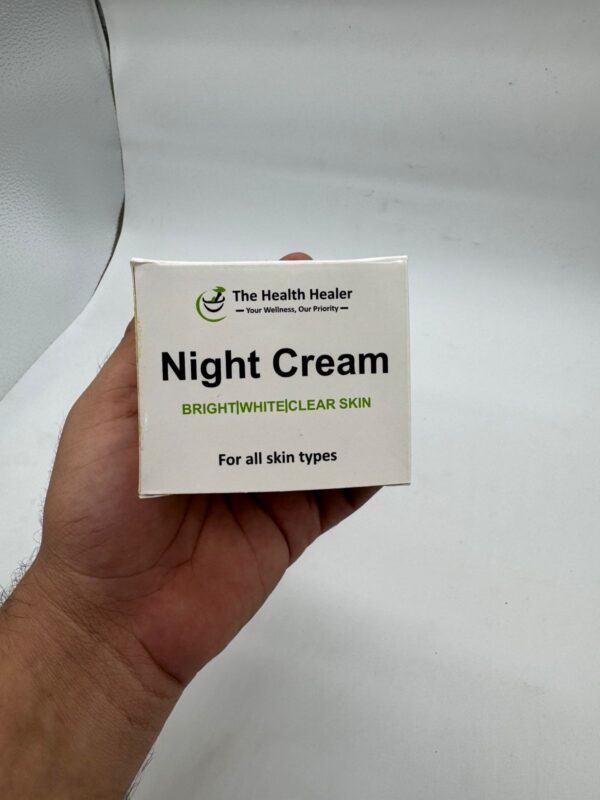 The Health Healer
Your Wellness, Our Priority
Night Cream
BRIGHT|WHITE|CLEAR SKIN
For all skin types